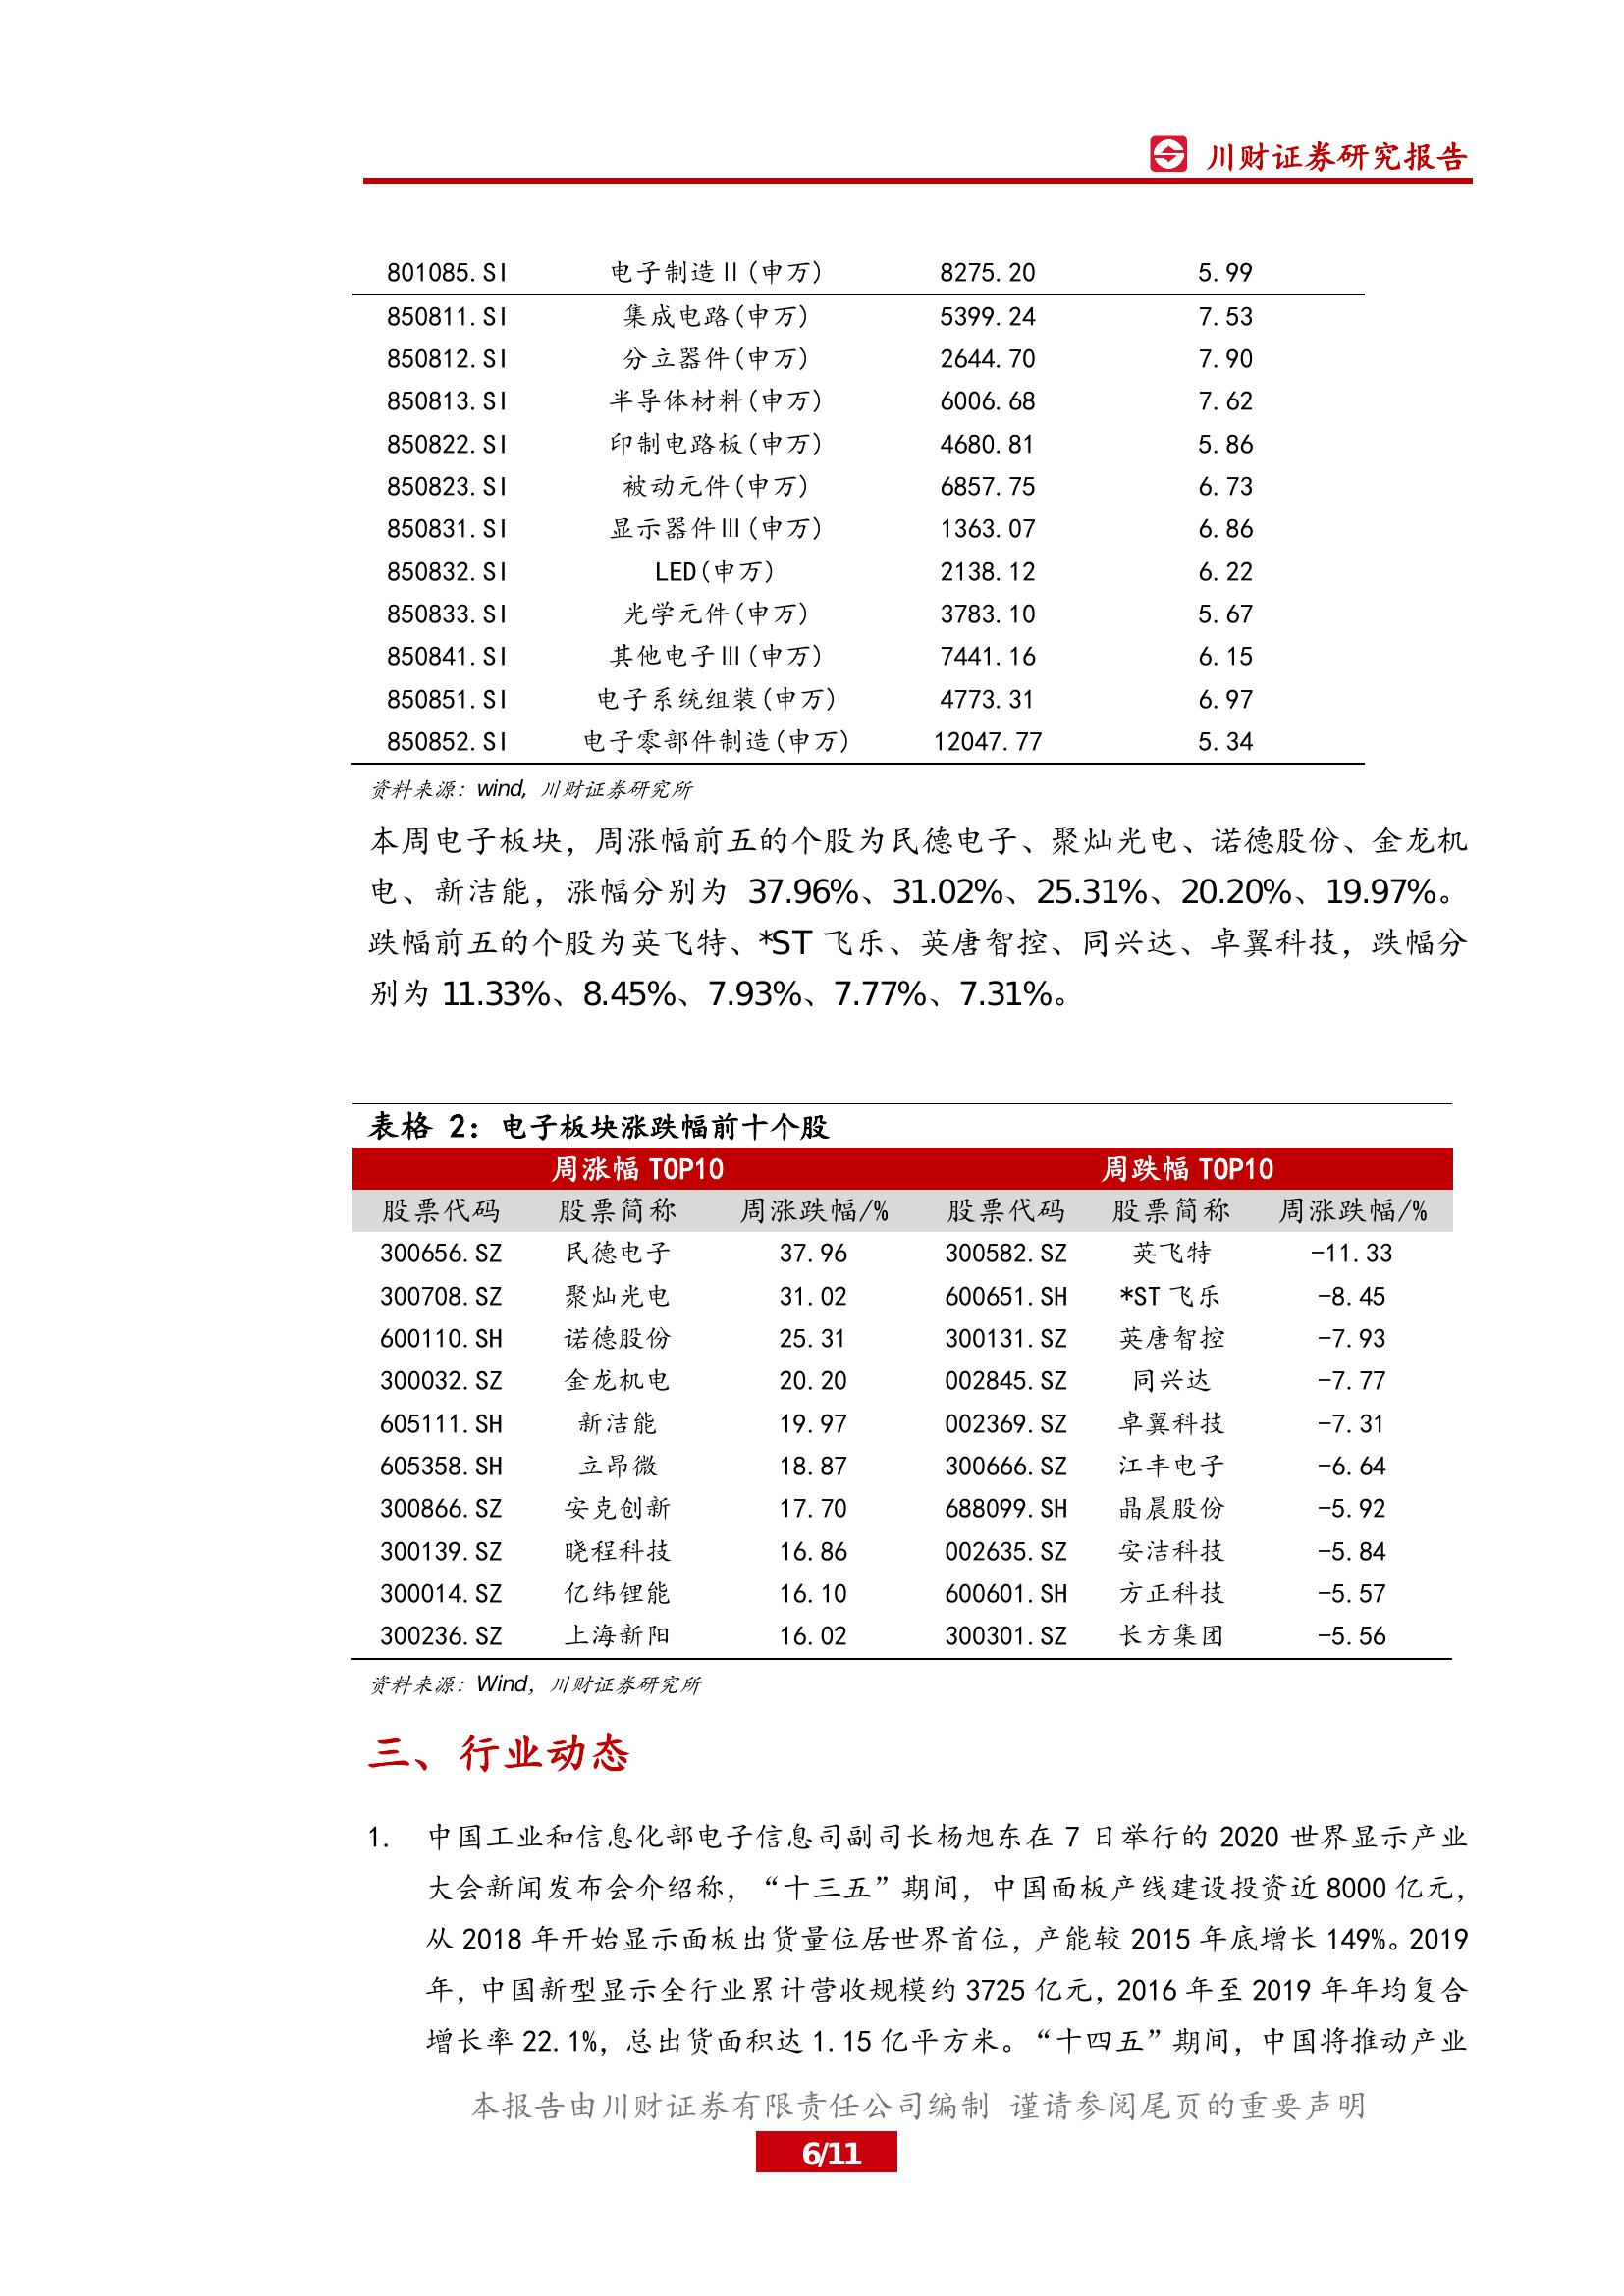 川财证券研究报告
801085.SI 电子制造Ⅱ(申万) 8275.20 5.99
850811.SI 集成电路(申万) 5399.24 7.53
850812.SI 分立器件(申万) 2644.70 7.90
850813.SI 半导体材料(申万) 6006.68 7.62
850822.SI 印制电路板(申万) 4680.81 5.86
850823.SI 被动元件(申万) 6857.75 6.73
850831.SI 显示器件Ⅲ(申万) 1363.07 6.86
850832.SI LED(申万) 2138.12 6.22
850833.SI 光学元件(申万) 3783.10 5.67
850841.SI 其他电子Ⅲ(申万) 7441.16 6.15
850851.SI 电子系统组装(申万) 4773.31 6.97
850852.SI 电子零部件制造(申万) 12047.77 5.34
资料来源：wind, 川财证券研究所
本周电子板块，周涨幅前五的个股为民德电子、聚灿光电、诺德股份、金龙机
电、新洁能，涨幅分别为 37.96%、31.02%、25.31%、20.20%、19.97%。
跌幅前五的个股为英飞特、*ST 飞乐、英唐智控、同兴达、卓翼科技，跌幅分
别为 11.33%、8.45%、7.93%、7.77%、7.31%。
表格 2：电子板块涨跌幅前十个股
周涨幅 TOP10 周跌幅 TOP10
股票代码 股票简称 周涨跌幅/% 股票代码 股票简称 周涨跌幅/%
300656.SZ 民德电子 37.96 300582.SZ 英飞特 -11.33
300708.SZ 聚灿光电 31.02 600651.SH *ST 飞乐 -8.45
600110.SH 诺德股份 25.31 300131.SZ 英唐智控 -7.93
300032.SZ 金龙机电 20.20 002845.SZ 同兴达 -7.77
605111.SH 新洁能 19.97 002369.SZ 卓翼科技 -7.31
605358.SH 立昂微 18.87 300666.SZ 江丰电子 -6.64
300866.SZ 安克创新 17.70 688099.SH 晶晨股份 -5.92
300139.SZ 晓程科技 16.86 002635.SZ 安洁科技 -5.84
300014.SZ 亿纬锂能 16.10 600601.SH 方正科技 -5.57
300236.SZ 上海新阳 16.02 300301.SZ 长方集团 -5.56
资料来源：Wind，川财证券研究所
三、行业动态
1. 中国工业和信息化部电子信息司副司长杨旭东在 7 日举行的 2020 世界显示产业
大会新闻发布会介绍称，“十三五”期间，中国面板产线建设投资近 8000 亿元，
从 2018 年开始显示面板出货量位居世界首位，产能较 2015 年底增长 149%。2019
年，中国新型显示全行业累计营收规模约 3725 亿元，2016 年至 2019 年年均复合
增长率 22.1%，总出货面积达 1.15 亿平方米。“十四五”期间，中国将推动产业
本报告由川财证券有限责任公司编制 谨请参阅尾页的重要声明
6/11